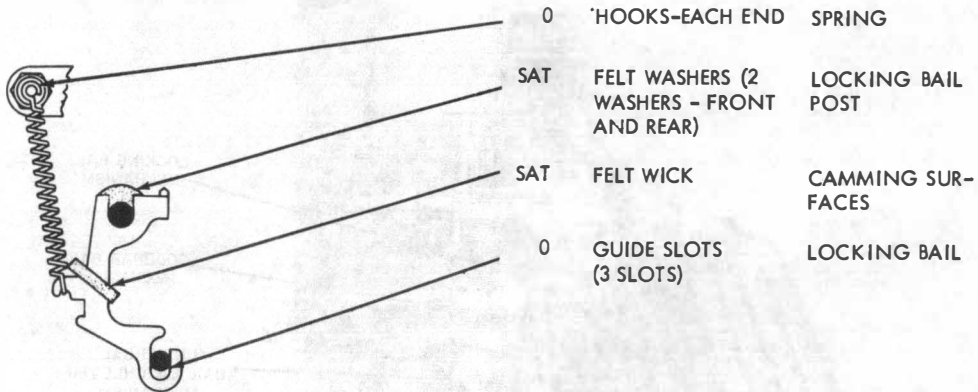 0 HOOKS-EACH END SPRING
SAT FELT WASHERS (2 LOCKING BAIL
WASHERS - FRONT POST
AND REAR)
SAT FELT WICK CAMMING SUR-
FACES
0 GUIDE SLOTS LOCKING BAIL
(3 SLOTS)